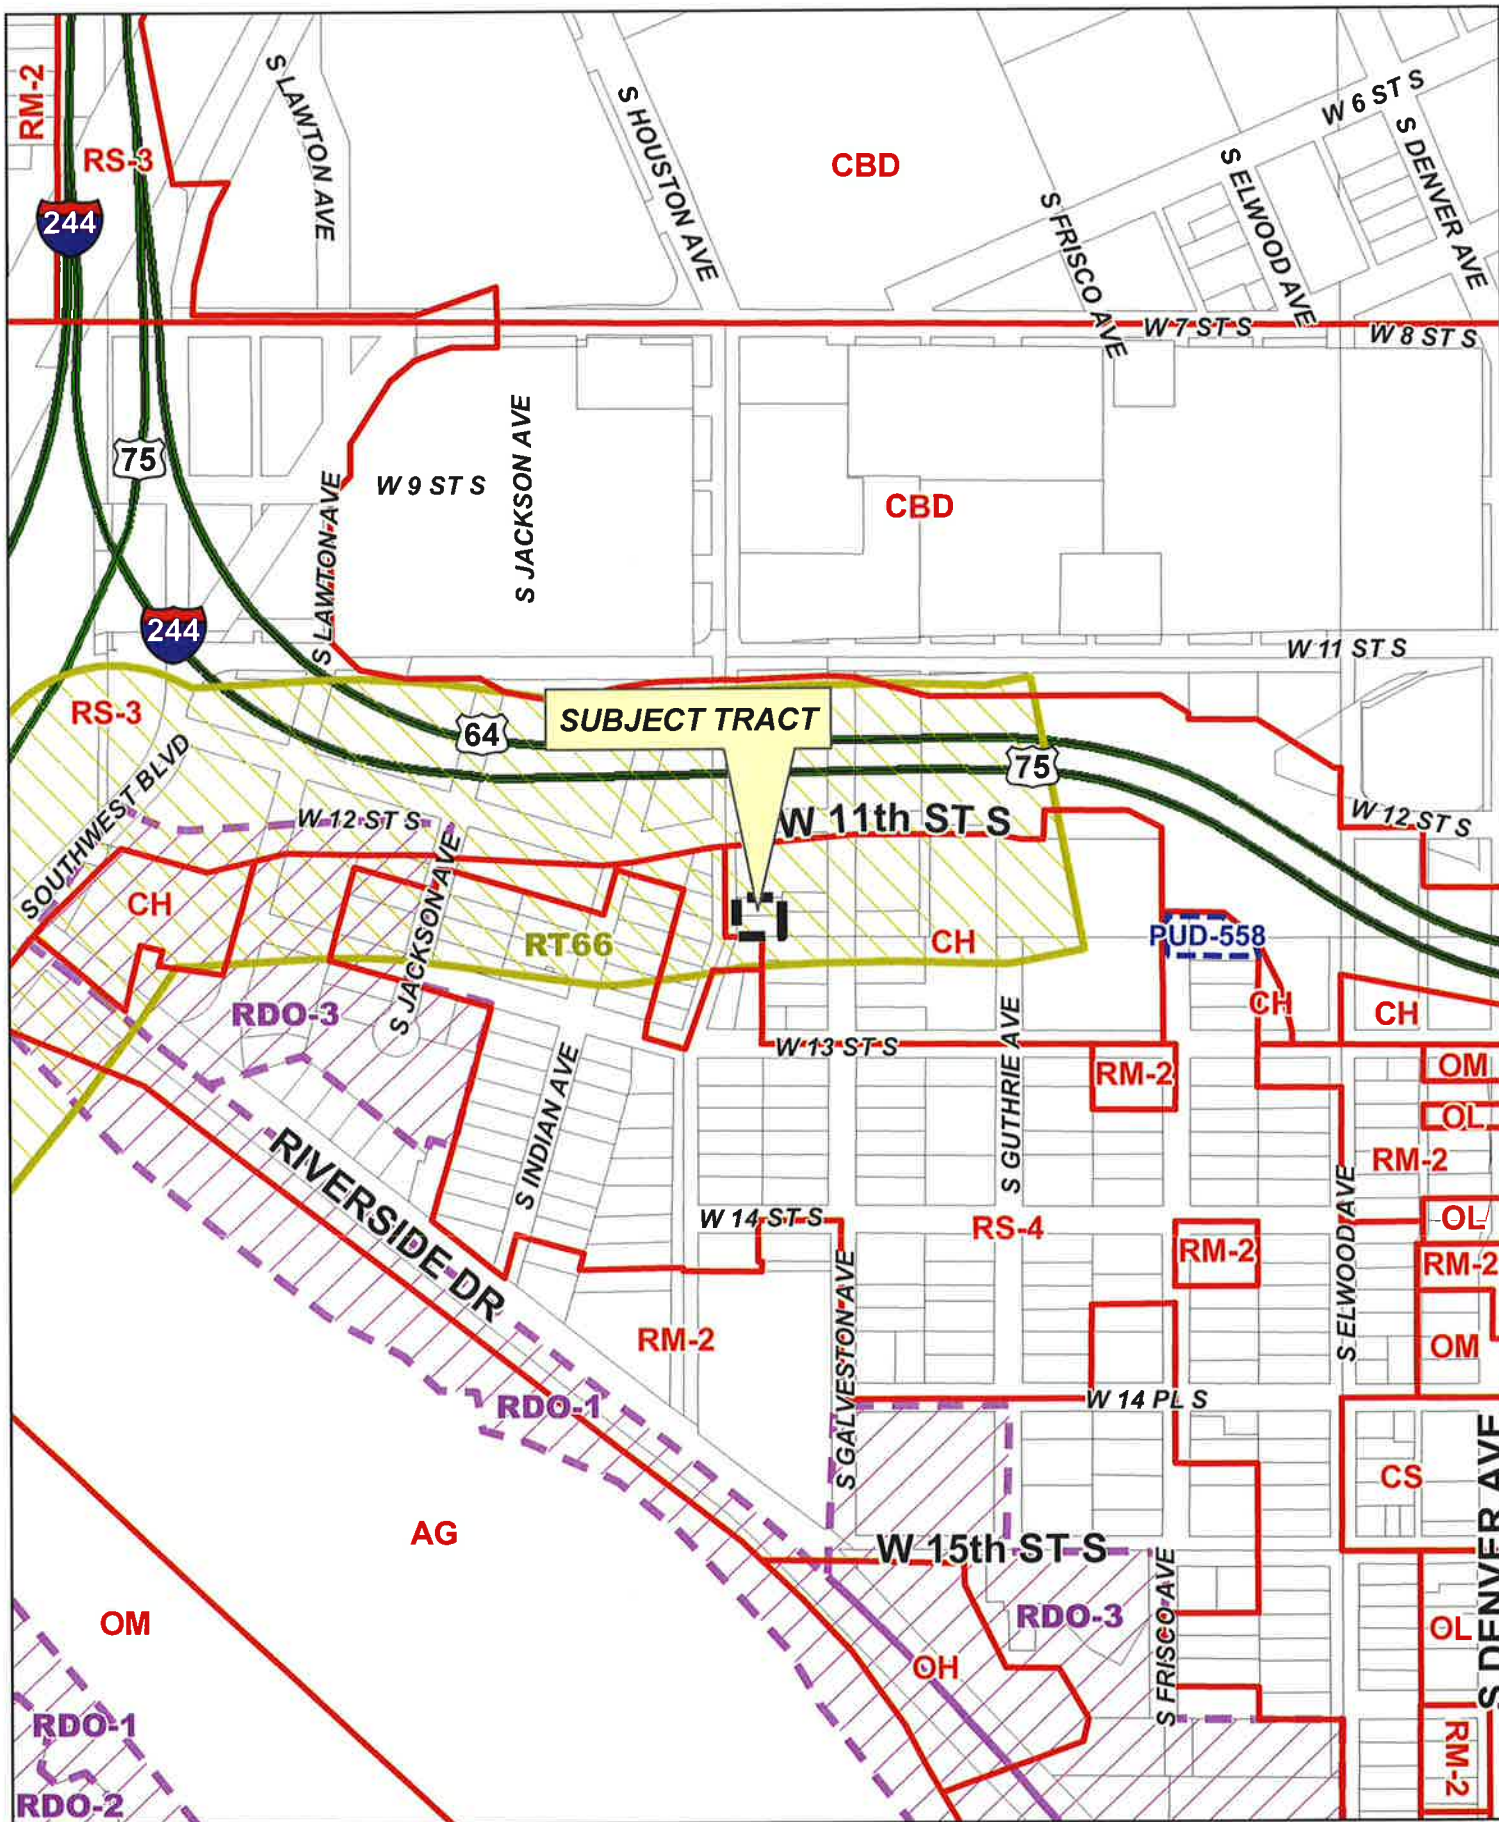 RM-2
RS-3
244
S LAWTON AVE
S HOUSTON AVE
CBD
W 6 ST S
S DENVER AVE
S ELWOOD AVE
S FRISCO AVE
W 7 ST S
W 8 ST S
75
W 9 ST S
S JACKSON AVE
S LAWTON AVE
CBD
244
W 11 ST S
RS-3
64
SUBJECT TRACT
75
SOUTHWEST BLVD
W 12 ST S
W 11th ST S
W 12 ST S
CH
S JACKSON AVE
RT66
CH
PUD-558
RDO-3
CH
CH
W 13 ST S
S GUTHRIE AVE
RM-2
OM
OL
S INDIAN AVE
RM-2
RIVERSIDE DR
W 14 ST S
RS-4
RM-2
OL
RM-2
S ELWOOD AVE
S GALVESTON AVE
RM-2
OM
RDO-1
W 14 PL S
CS
S DENVER AVE
AG
W 15th ST S
OM
RDO-3
S FRISCO AVE
OL
OH
RDO-1
RM-2
RDO-2